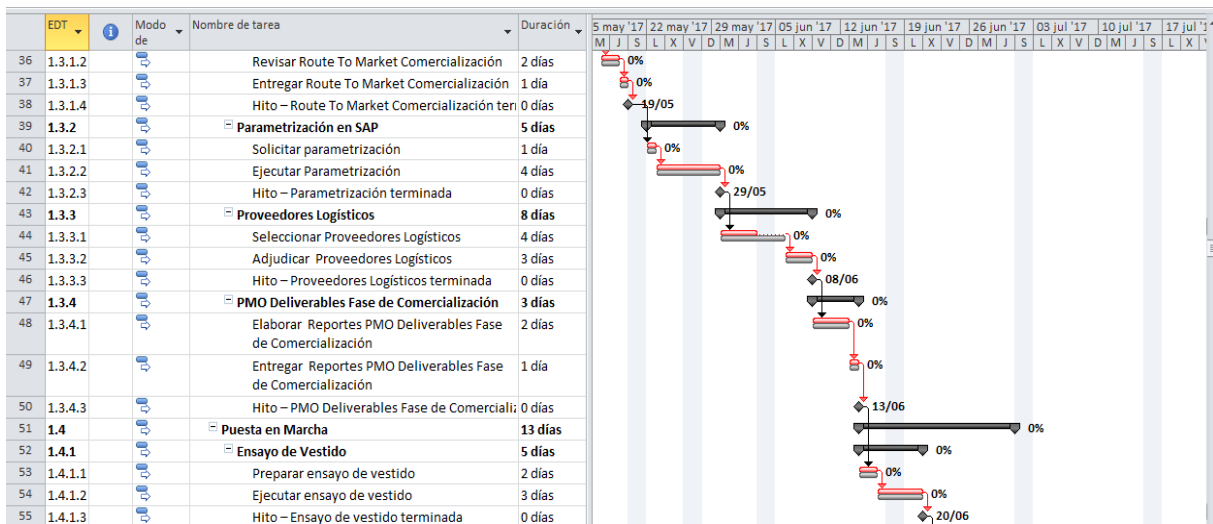 EDT Modo de Nombre de tarea Duración 5 may '17 22 may '17 29 may '17 05 jun '17 12 jun '17 19 jun '17 26 jun '17 03 jul '17 10 jul '17 17 jul '1
M J S L X V D M J S L X V D M J S L X V D M J S L X V D M J S L X
36 1.3.1.2 Revisar Route To Market Comercialización 2 días 0%
37 1.3.1.3 Entregar Route To Market Comercialización 1 día 0%
38 1.3.1.4 Hito – Route To Market Comercialización teri 0 días 19/05
39 1.3.2 Parametrización en SAP 5 días 0%
40 1.3.2.1 Solicitar parametrización 1 día 0%
41 1.3.2.2 Ejecutar Parametrización 4 días 0%
42 1.3.2.3 Hito – Parametrización terminada 0 días 29/05
43 1.3.3 Proveedores Logísticos 8 días 0%
44 1.3.3.1 Seleccionar Proveedores Logísticos 4 días 0%
45 1.3.3.2 Adjudicar Proveedores Logísticos 3 días 0%
46 1.3.3.3 Hito – Proveedores Logísticos terminada 0 días 08/06
47 1.3.4 PMO Deliverables Fase de Comercialización 3 días 0%
48 1.3.4.1 Elaborar Reportes PMO Deliverables Fase 2 días 0%
de Comercialización
49 1.3.4.2 Entregar Reportes PMO Deliverables Fase 1 día 0%
de Comercialización
50 1.3.4.3 Hito – PMO Deliverables Fase de Comercializ 0 días 13/06
51 1.4 Puesta en Marcha 13 días 0%
52 1.4.1 Ensayo de Vestido 5 días 0%
53 1.4.1.1 Preparar ensayo de vestido 2 días 0%
54 1.4.1.2 Ejecutar ensayo de vestido 3 días 0%
55 1.4.1.3 Hito – Ensayo de vestido terminada 0 días 20/06